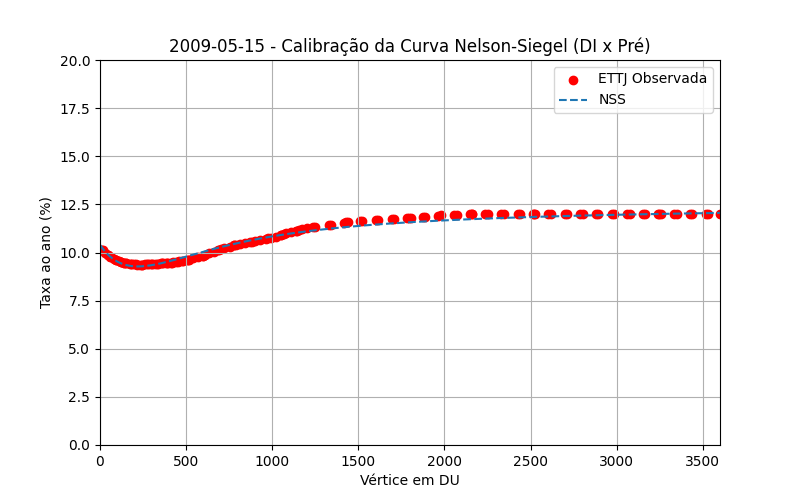 2009-05-15 - Calibração da Curva Nelson-Siegel (DI x Pré)
ETTJ Observada
NSS
Taxa ao ano (%)
20.0
17.5
15.0
12.5
10.0
7.5
5.0
2.5
0.0
0 500 1000 1500 2000 2500 3000 3500
Vértice em DU